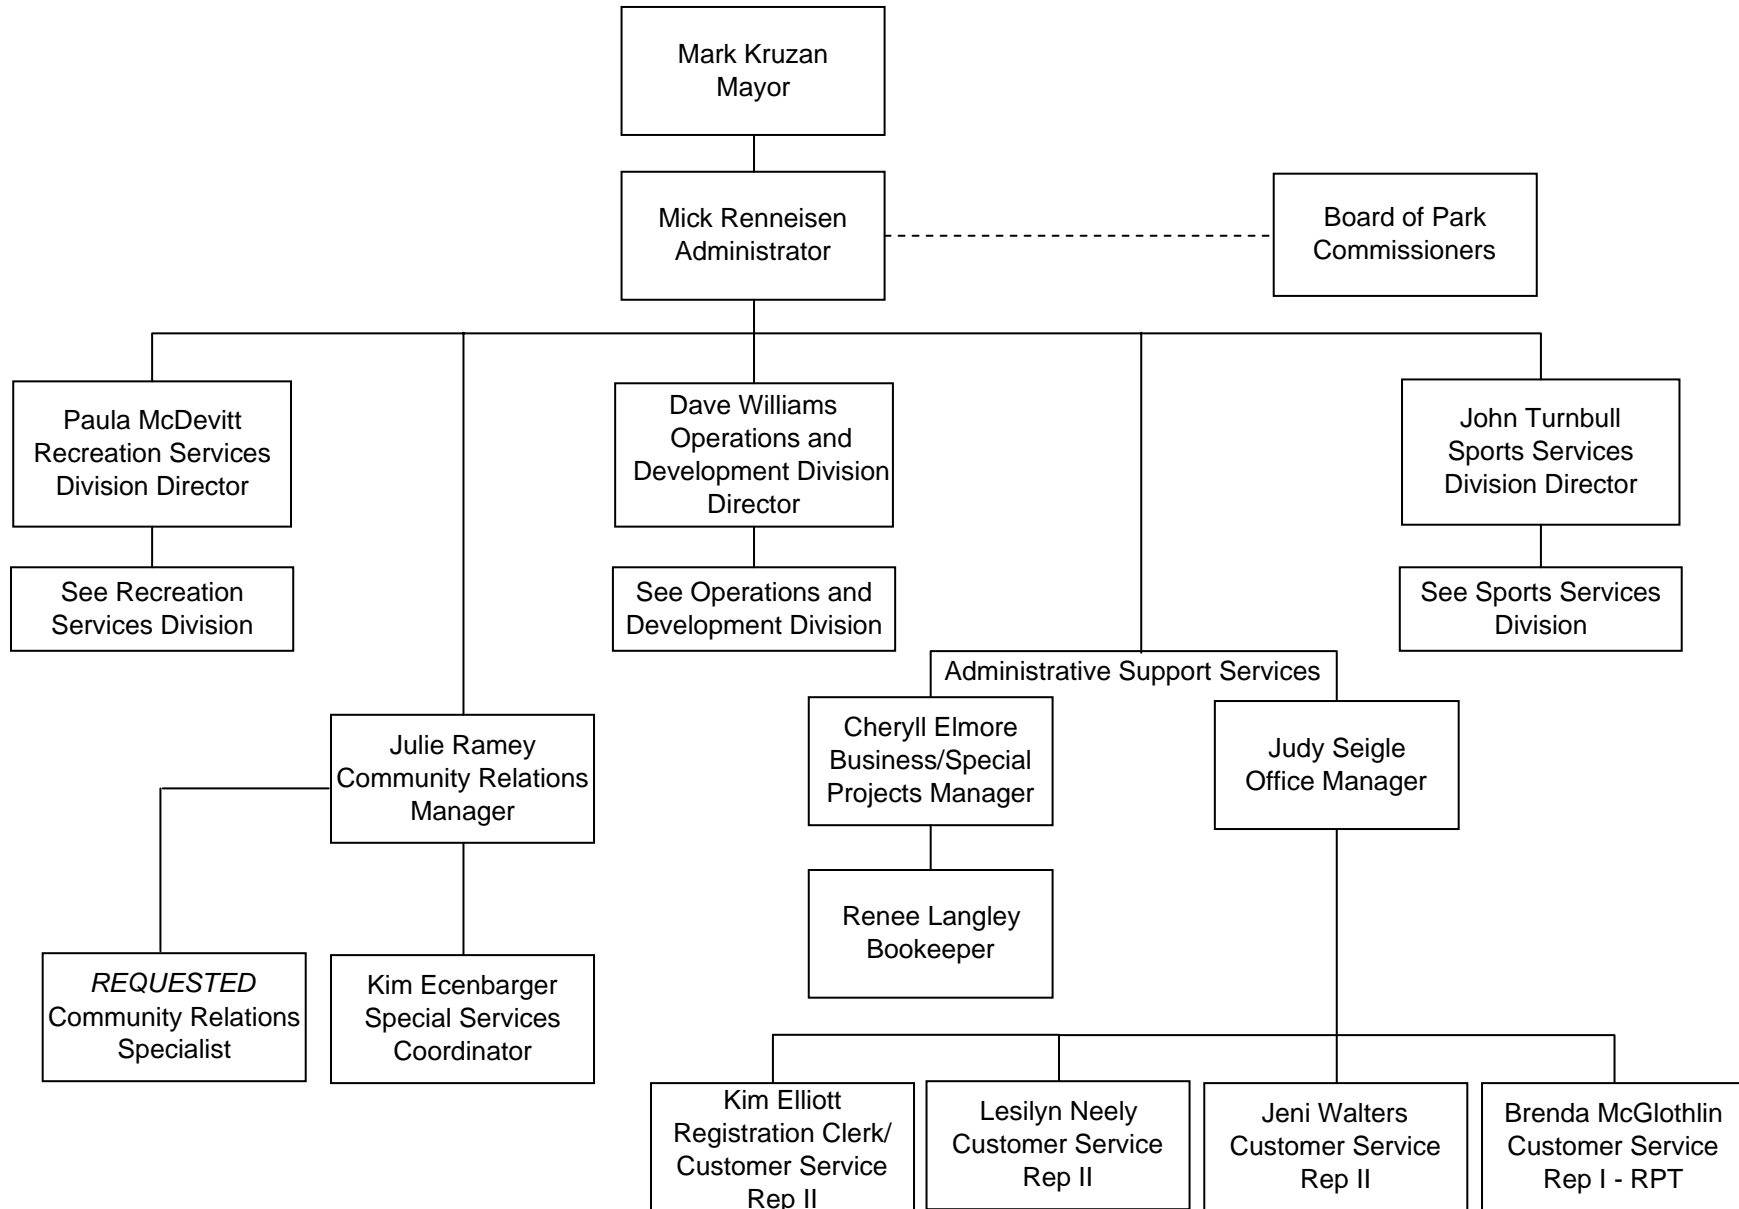 Mark Kruzan
Mayor
Mick Renneisen
Administrator
Board of Park
Commissioners
Paula McDevitt
Recreation Services
Division Director
Dave Williams
Operations and
Development Division
Director
John Turnbull
Sports Services
Division Director
See Recreation
Services Division
See Operations and
Development Division
See Sports Services
Division
Administrative Support Services
Julie Ramey
Community Relations
Manager
Cheryll Elmore
Business/Special
Projects Manager
Judy Seigle
Office Manager
Renee Langley
Bookeeper
REQUESTED
Community Relations
Specialist
Kim Ecenbarger
Special Services
Coordinator
Kim Elliott
Registration Clerk/
Customer Service
Rep II
Lesilyn Neely
Customer Service
Rep II
Jeni Walters
Customer Service
Rep II
Brenda McGlothlin
Customer Service
Rep I - RPT